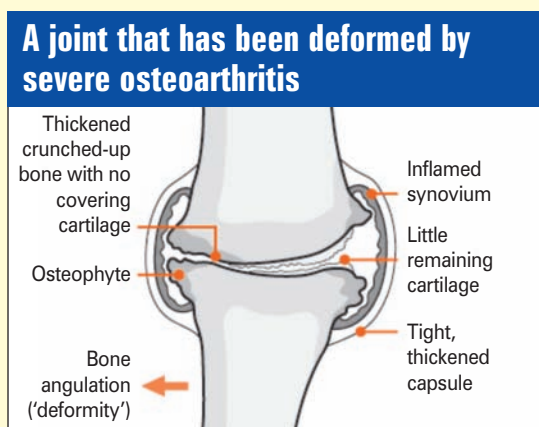 A joint that has been deformed by
severe osteoarthritis
Thickened
crunched-up
bone with no
covering
cartilage
Osteophyte
Bone
angulation
(‘deformity’)
Inflamed
synovium
Little
remaining
cartilage
Tight,
thickened
capsule